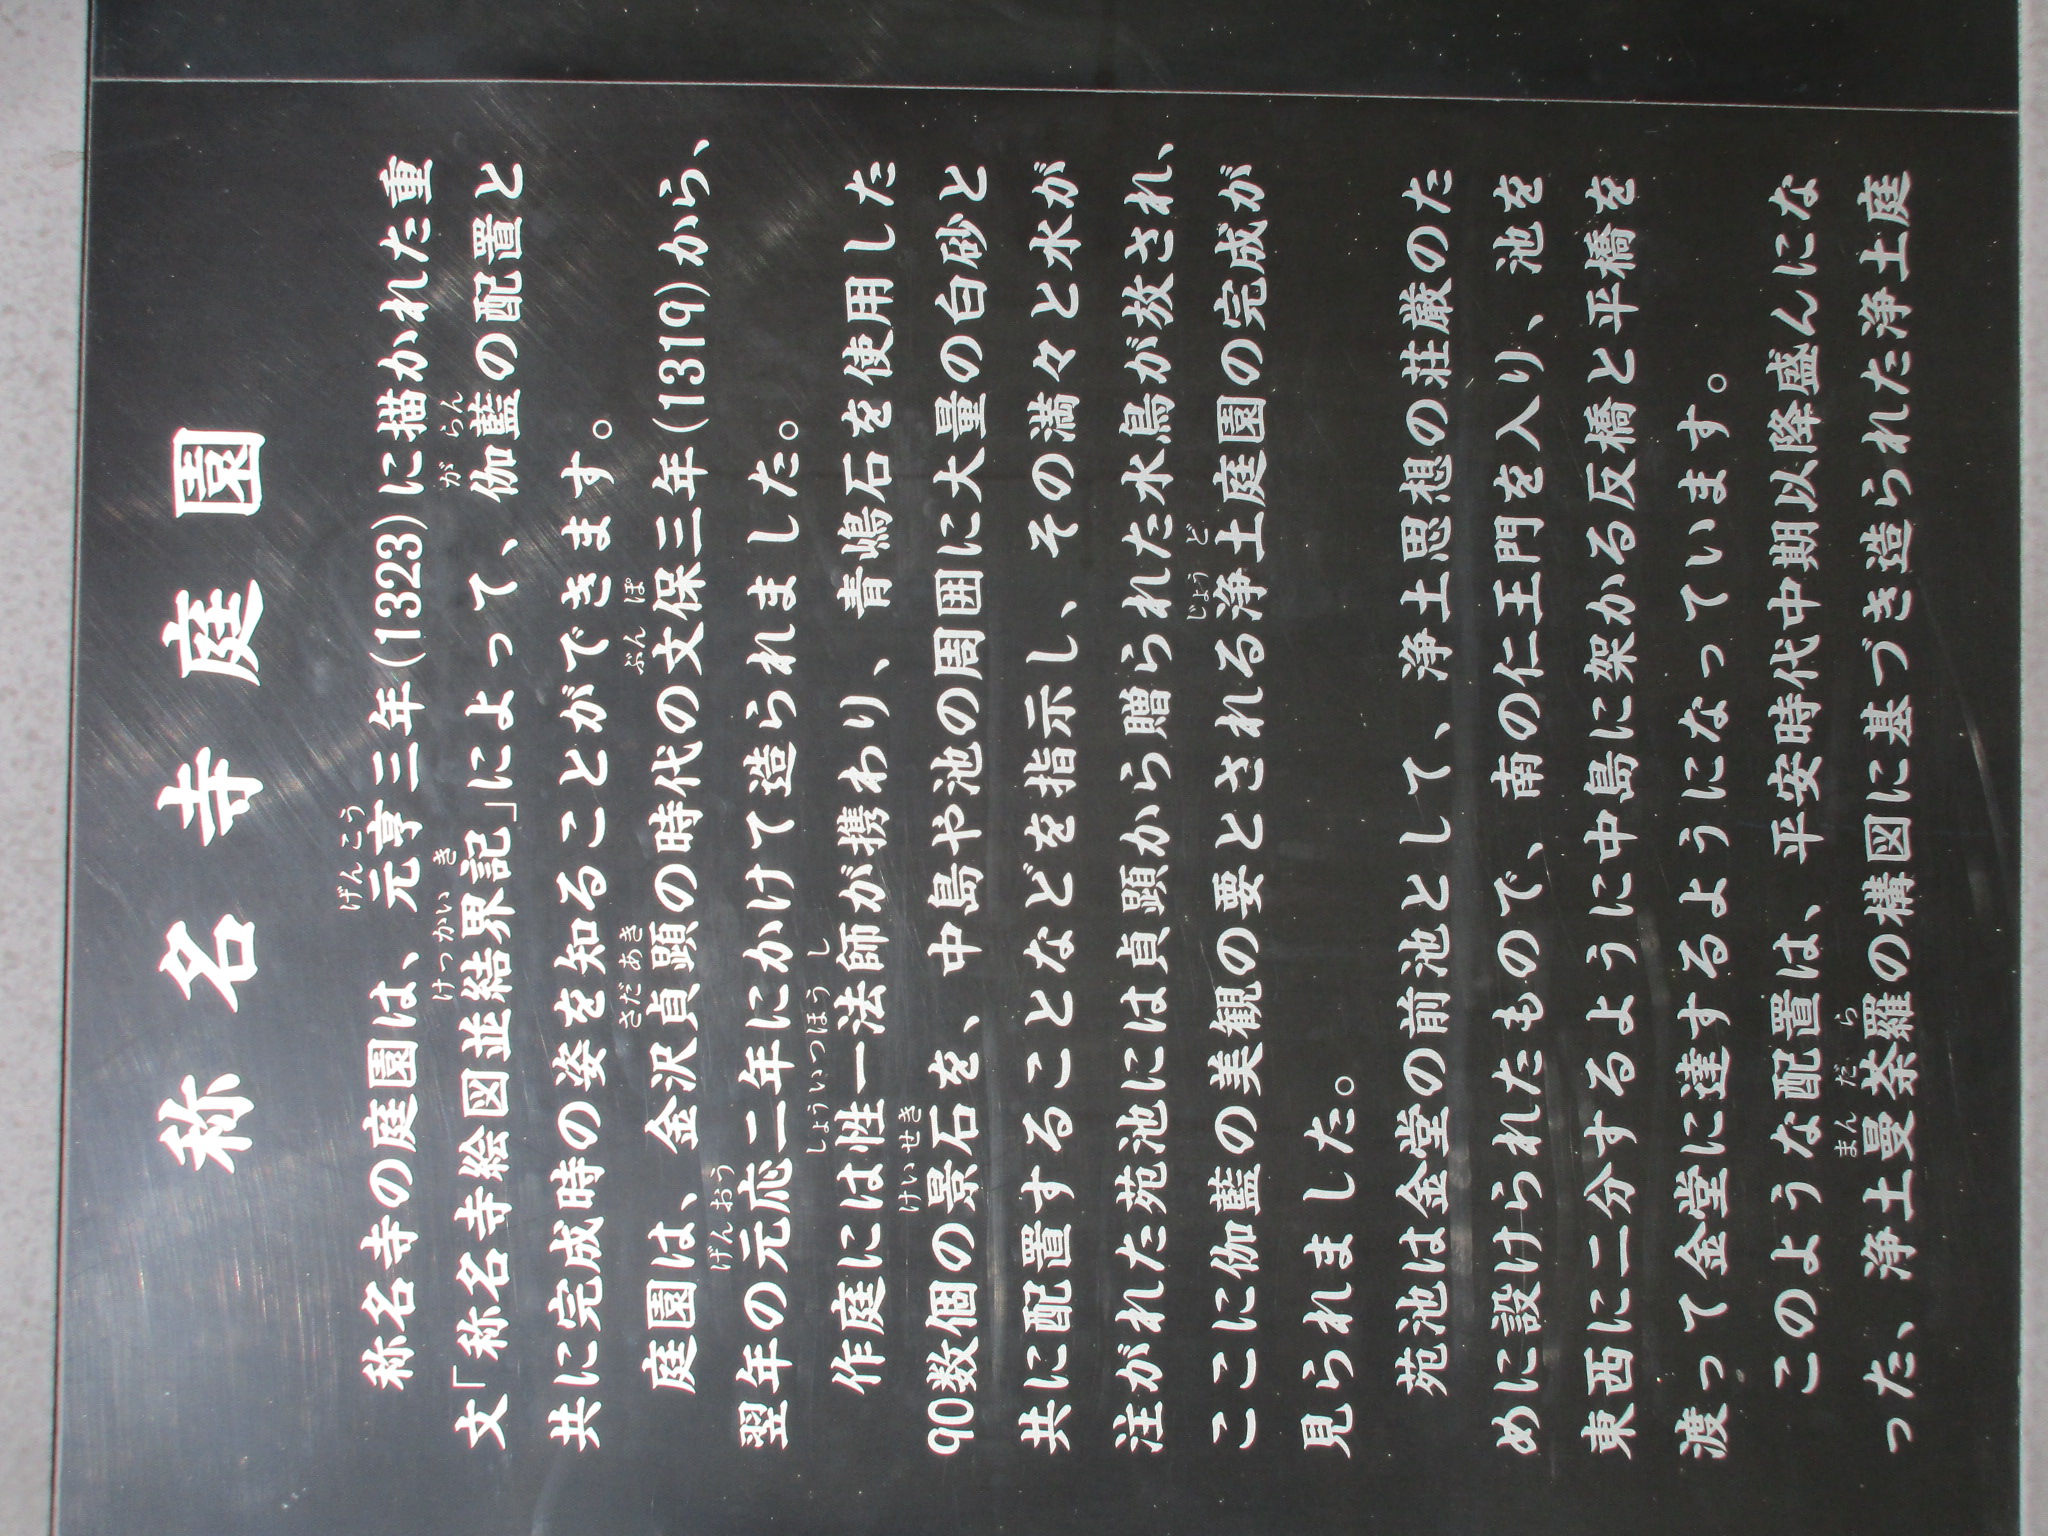 称名寺庭園
称名寺の庭園は、元亨三年(1323)に描かれた重
文「称名寺絵図並結界記」によって、伽藍の配置と
共に完成時の姿を知ることができます。
庭園は、金沢貞顕の時代の文保三年(1319)から、
翌年の元応二年にかけて造られました。
作庭には性一法師が携わり、青嶋石を使用した
90数個の景石を、中島や池の周囲に大量の白砂と
共に配置することなどを指示し、その満々と水が
注がれた苑池には貞顕から贈られた水鳥が放され、
ここに伽藍の美観の要とされる浄土庭園の完成が
見られました。
苑池は金堂の前池として、浄土思想の荘厳のた
めに設けられたもので、南の仁王門を入り、池を
東西に二分するように中島に架かる反橋と平橋を
渡って金堂に達するようになっています。
このような配置は、平安時代中期以降盛んにな
った、浄土曼荼羅の構図に基づき造られた浄土庭